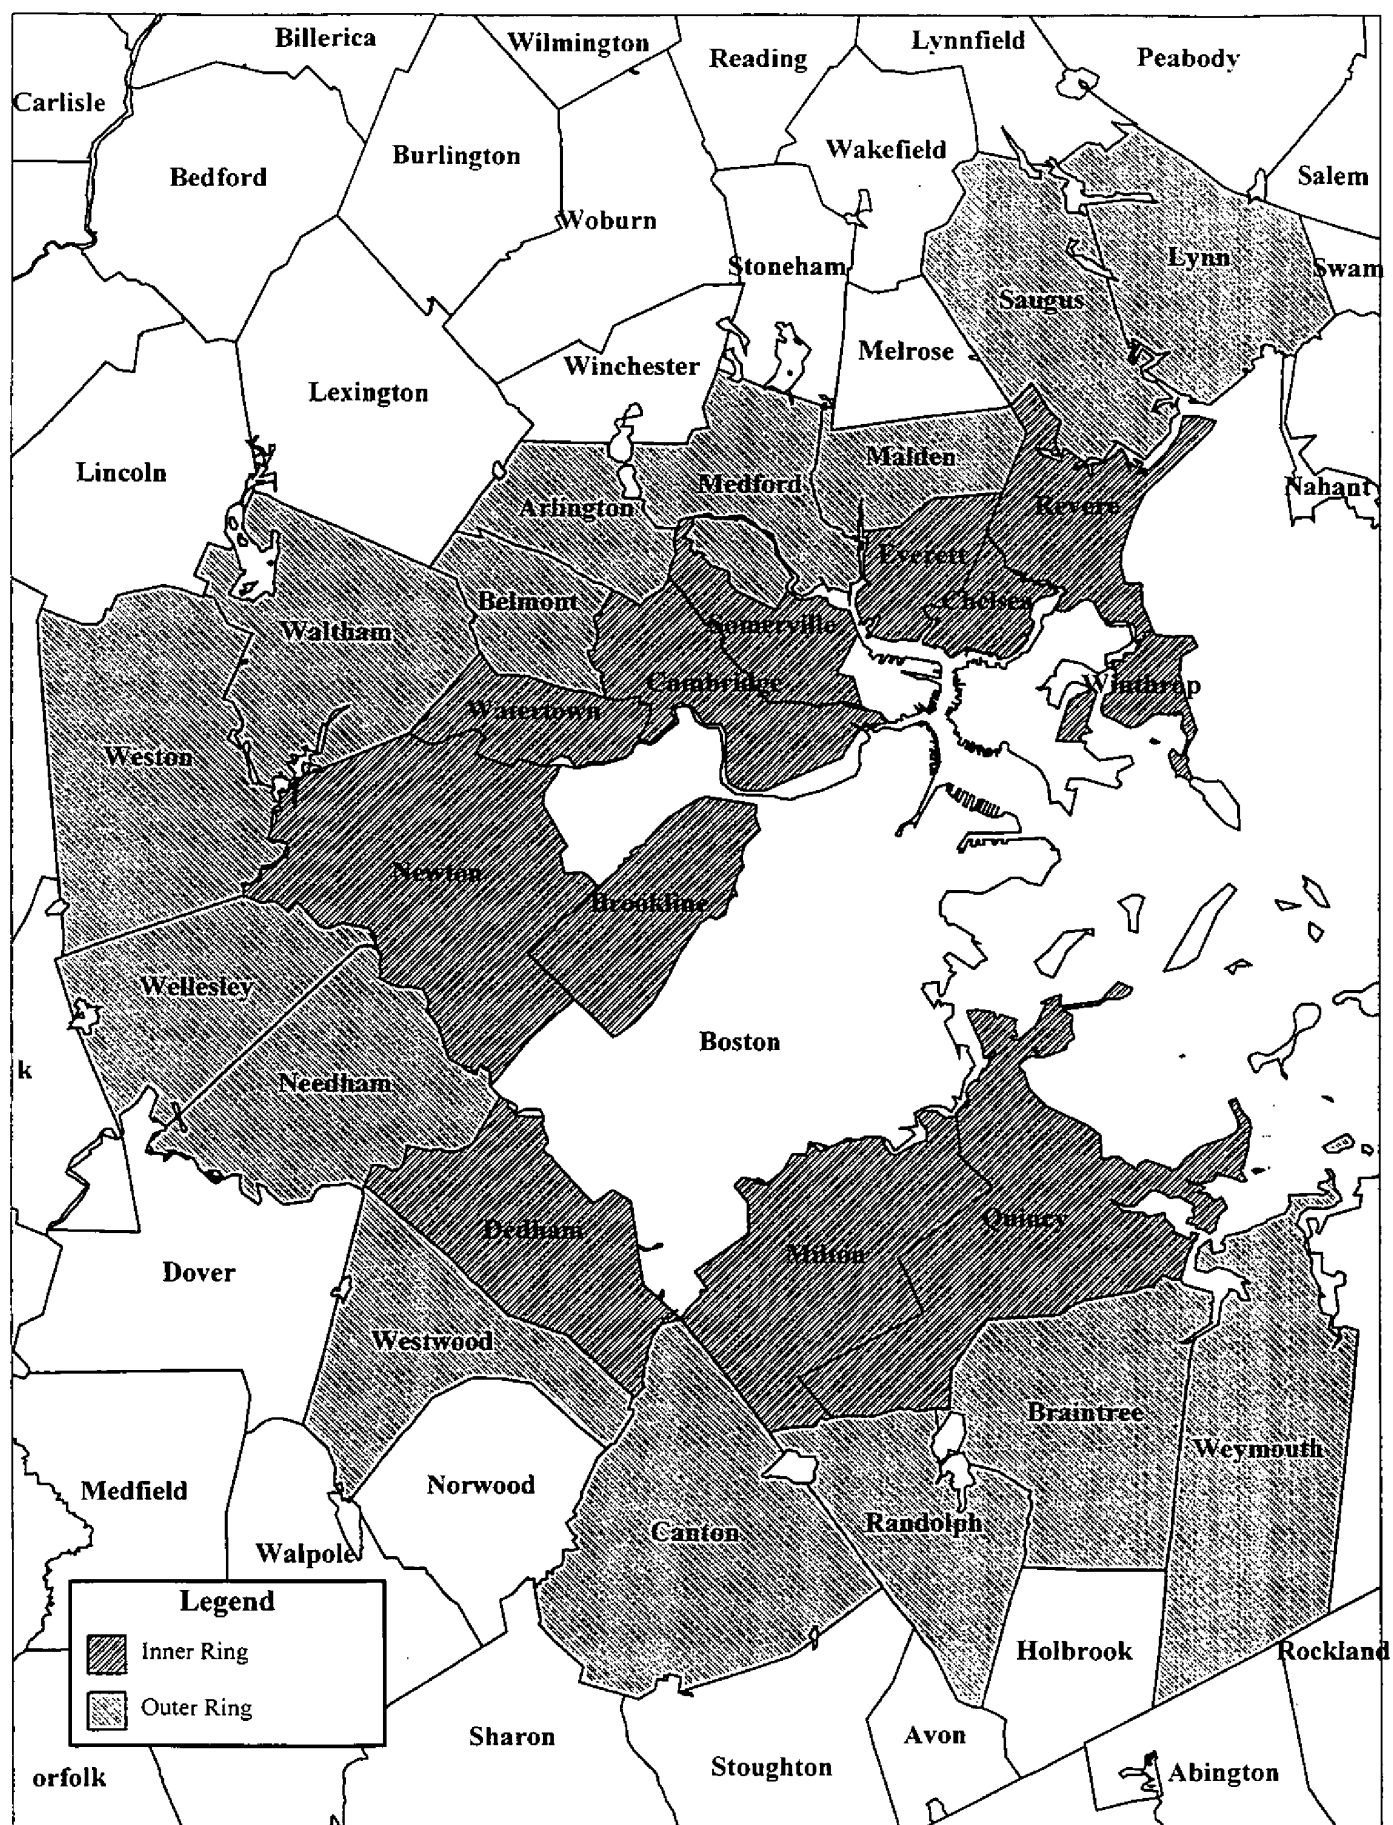 Billerica
Wilmington
Reading
Lynnfield
Peabody
Carlisle
Bedford
Burlington
Wakefield
Salem
Woburn
Stoneham
Lynn
Swam
Saugus
Winchester
Melrose
Lexington
Lincoln
Medford
Malden
Nahant
Arlington
Revere
Everett
Belmont
Chelsea
Waltham
Somerville
Cambridge
Winthrop
Watertown
Weston
Newton
Brookline
Wellesley
Boston
k
Needham
Dedham
Quincy
Milton
Dover
Westwood
Braintree
Weymouth
Medfield
Norwood
Canton
Randolph
Walpole
Legend
Inner Ring
Outer Ring
Holbrook
Rockland
Sharon
Avon
Stoughton
orfolk
Abington